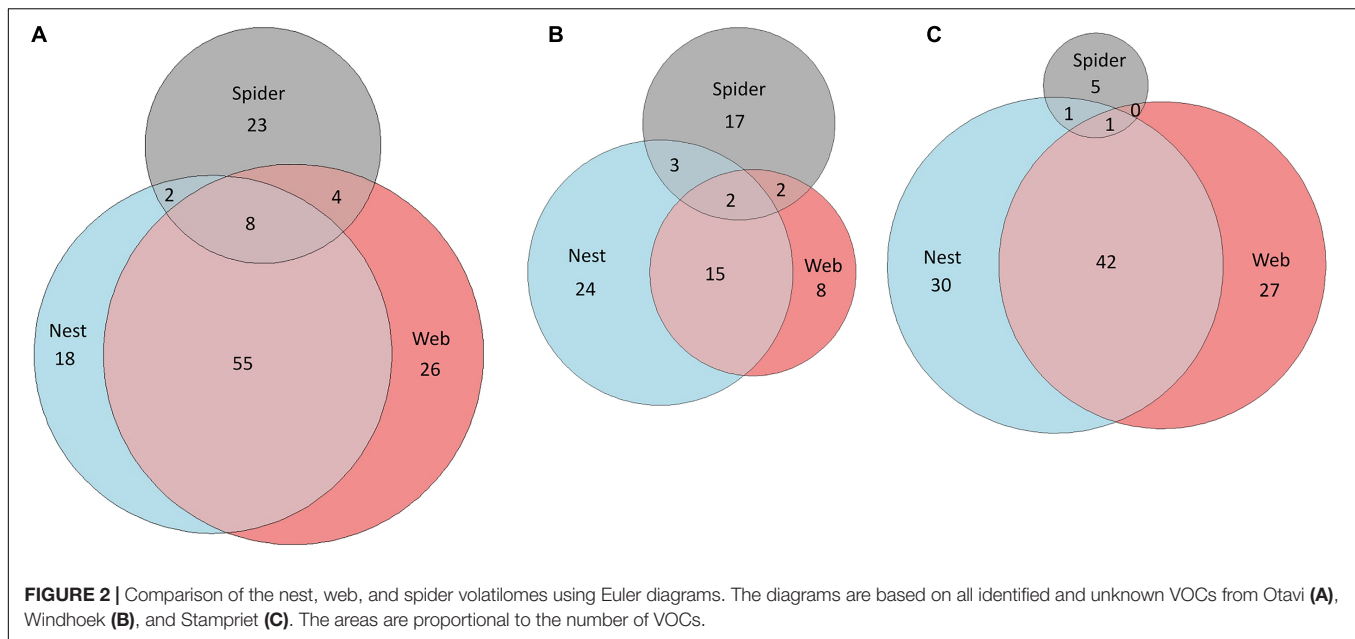 A
Spider
23
2
4
8
Nest
18
55
Web
26
B
Spider
17
3
2
2
Nest
24
15
Web
8
C
Spider
5
1
0
1
Nest
30
42
Web
27
FIGURE 2 | Comparison of the nest, web, and spider volatilomes using Euler diagrams. The diagrams are based on all identified and unknown VOCs from Otavi (A),
Windhoek (B), and Stampriet (C). The areas are proportional to the number of VOCs.